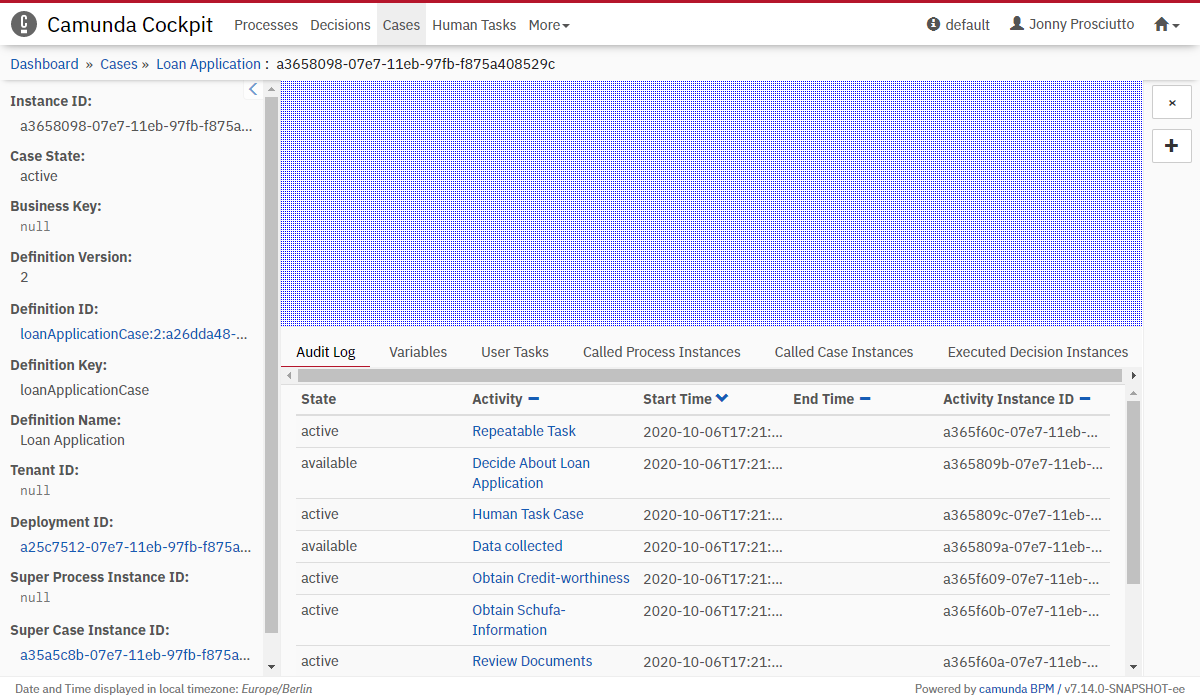 Camunda Cockpit Processes Decisions Cases Human Tasks More default Jonny Prosciutto
Dashboard » Cases » Loan Application : a3658098-07e7-11eb-97fb-f875a408529c
Instance ID:
a3658098-07e7-11eb-97fb-f875a...
Case State:
active
Business Key:
null
Definition Version:
2
Definition ID:
loanApplicationCase:2:a26dda48-...
Definition Key:
loanApplicationCase
Definition Name:
Loan Application
Tenant ID:
null
Deployment ID:
a25c7512-07e7-11eb-97fb-f875a...
Super Process Instance ID:
null
Super Case Instance ID:
a35a5c8b-07e7-11eb-97fb-f875a...
Audit Log Variables User Tasks Called Process Instances Called Case Instances Executed Decision Instances
State Activity Start Time End Time Activity Instance ID
active Repeatable Task 2020-10-06T17:21:... a365f60c-07e7-11eb-...
available Decide About Loan 2020-10-06T17:21:... a365809b-07e7-11eb-...
Application
active Human Task Case 2020-10-06T17:21:... a365809c-07e7-11eb-...
available Data collected 2020-10-06T17:21:... a365809a-07e7-11eb-...
active Obtain Credit-worthiness 2020-10-06T17:21:... a365f609-07e7-11eb-...
active Obtain Schufa- 2020-10-06T17:21:... a365f60b-07e7-11eb-...
Information
active Review Documents 2020-10-06T17:21:... a365f60a-07e7-11eb-...
Date and Time displayed in local timezone: Europe/Berlin
Powered by camunda BPM / v7.14.0-SNAPSHOT-ee